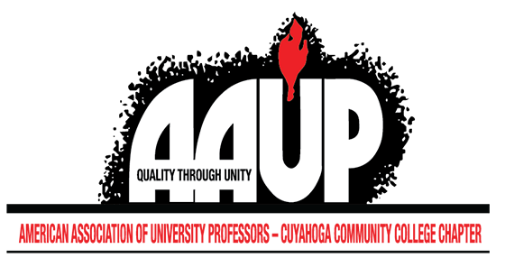 AAUP
QUALITY THROUGH UNITY
AMERICAN ASSOCIATION OF UNIVERSITY PROFESSORS – CUYAHOGA COMMUNITY COLLEGE CHAPTER